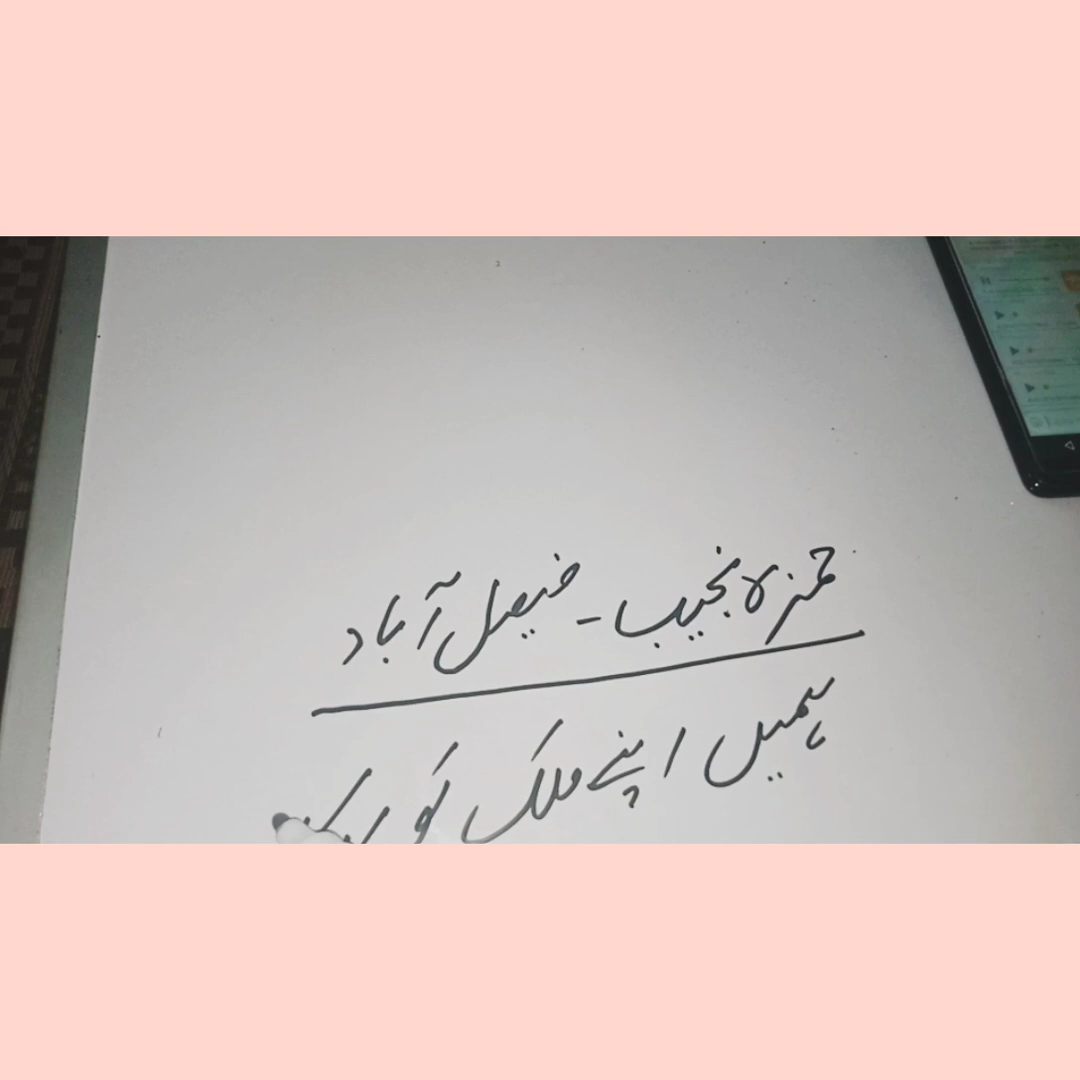 حمزہ نجیب - فیصل آباد
ہمیں اپنے ملک کو